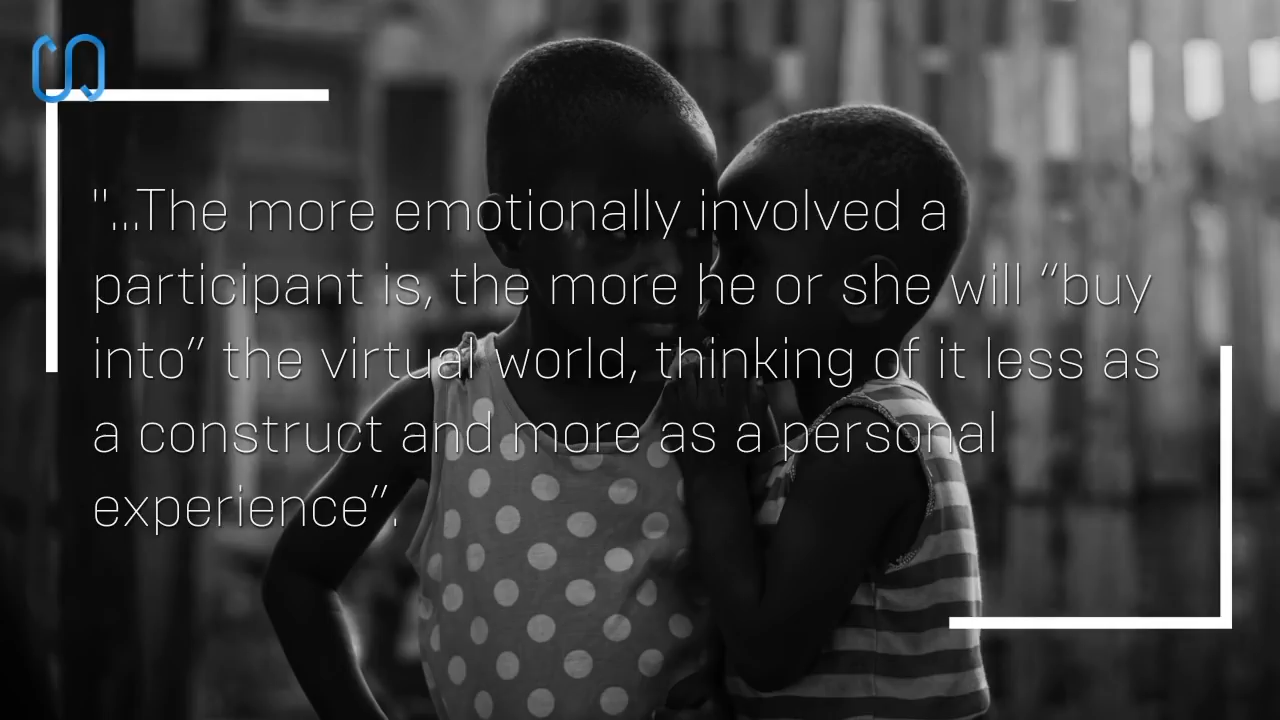 "...The more emotionally involved a
participant is, the more he or she will “buy
into” the virtual world, thinking of it less as
a construct and more as a personal
experience”.